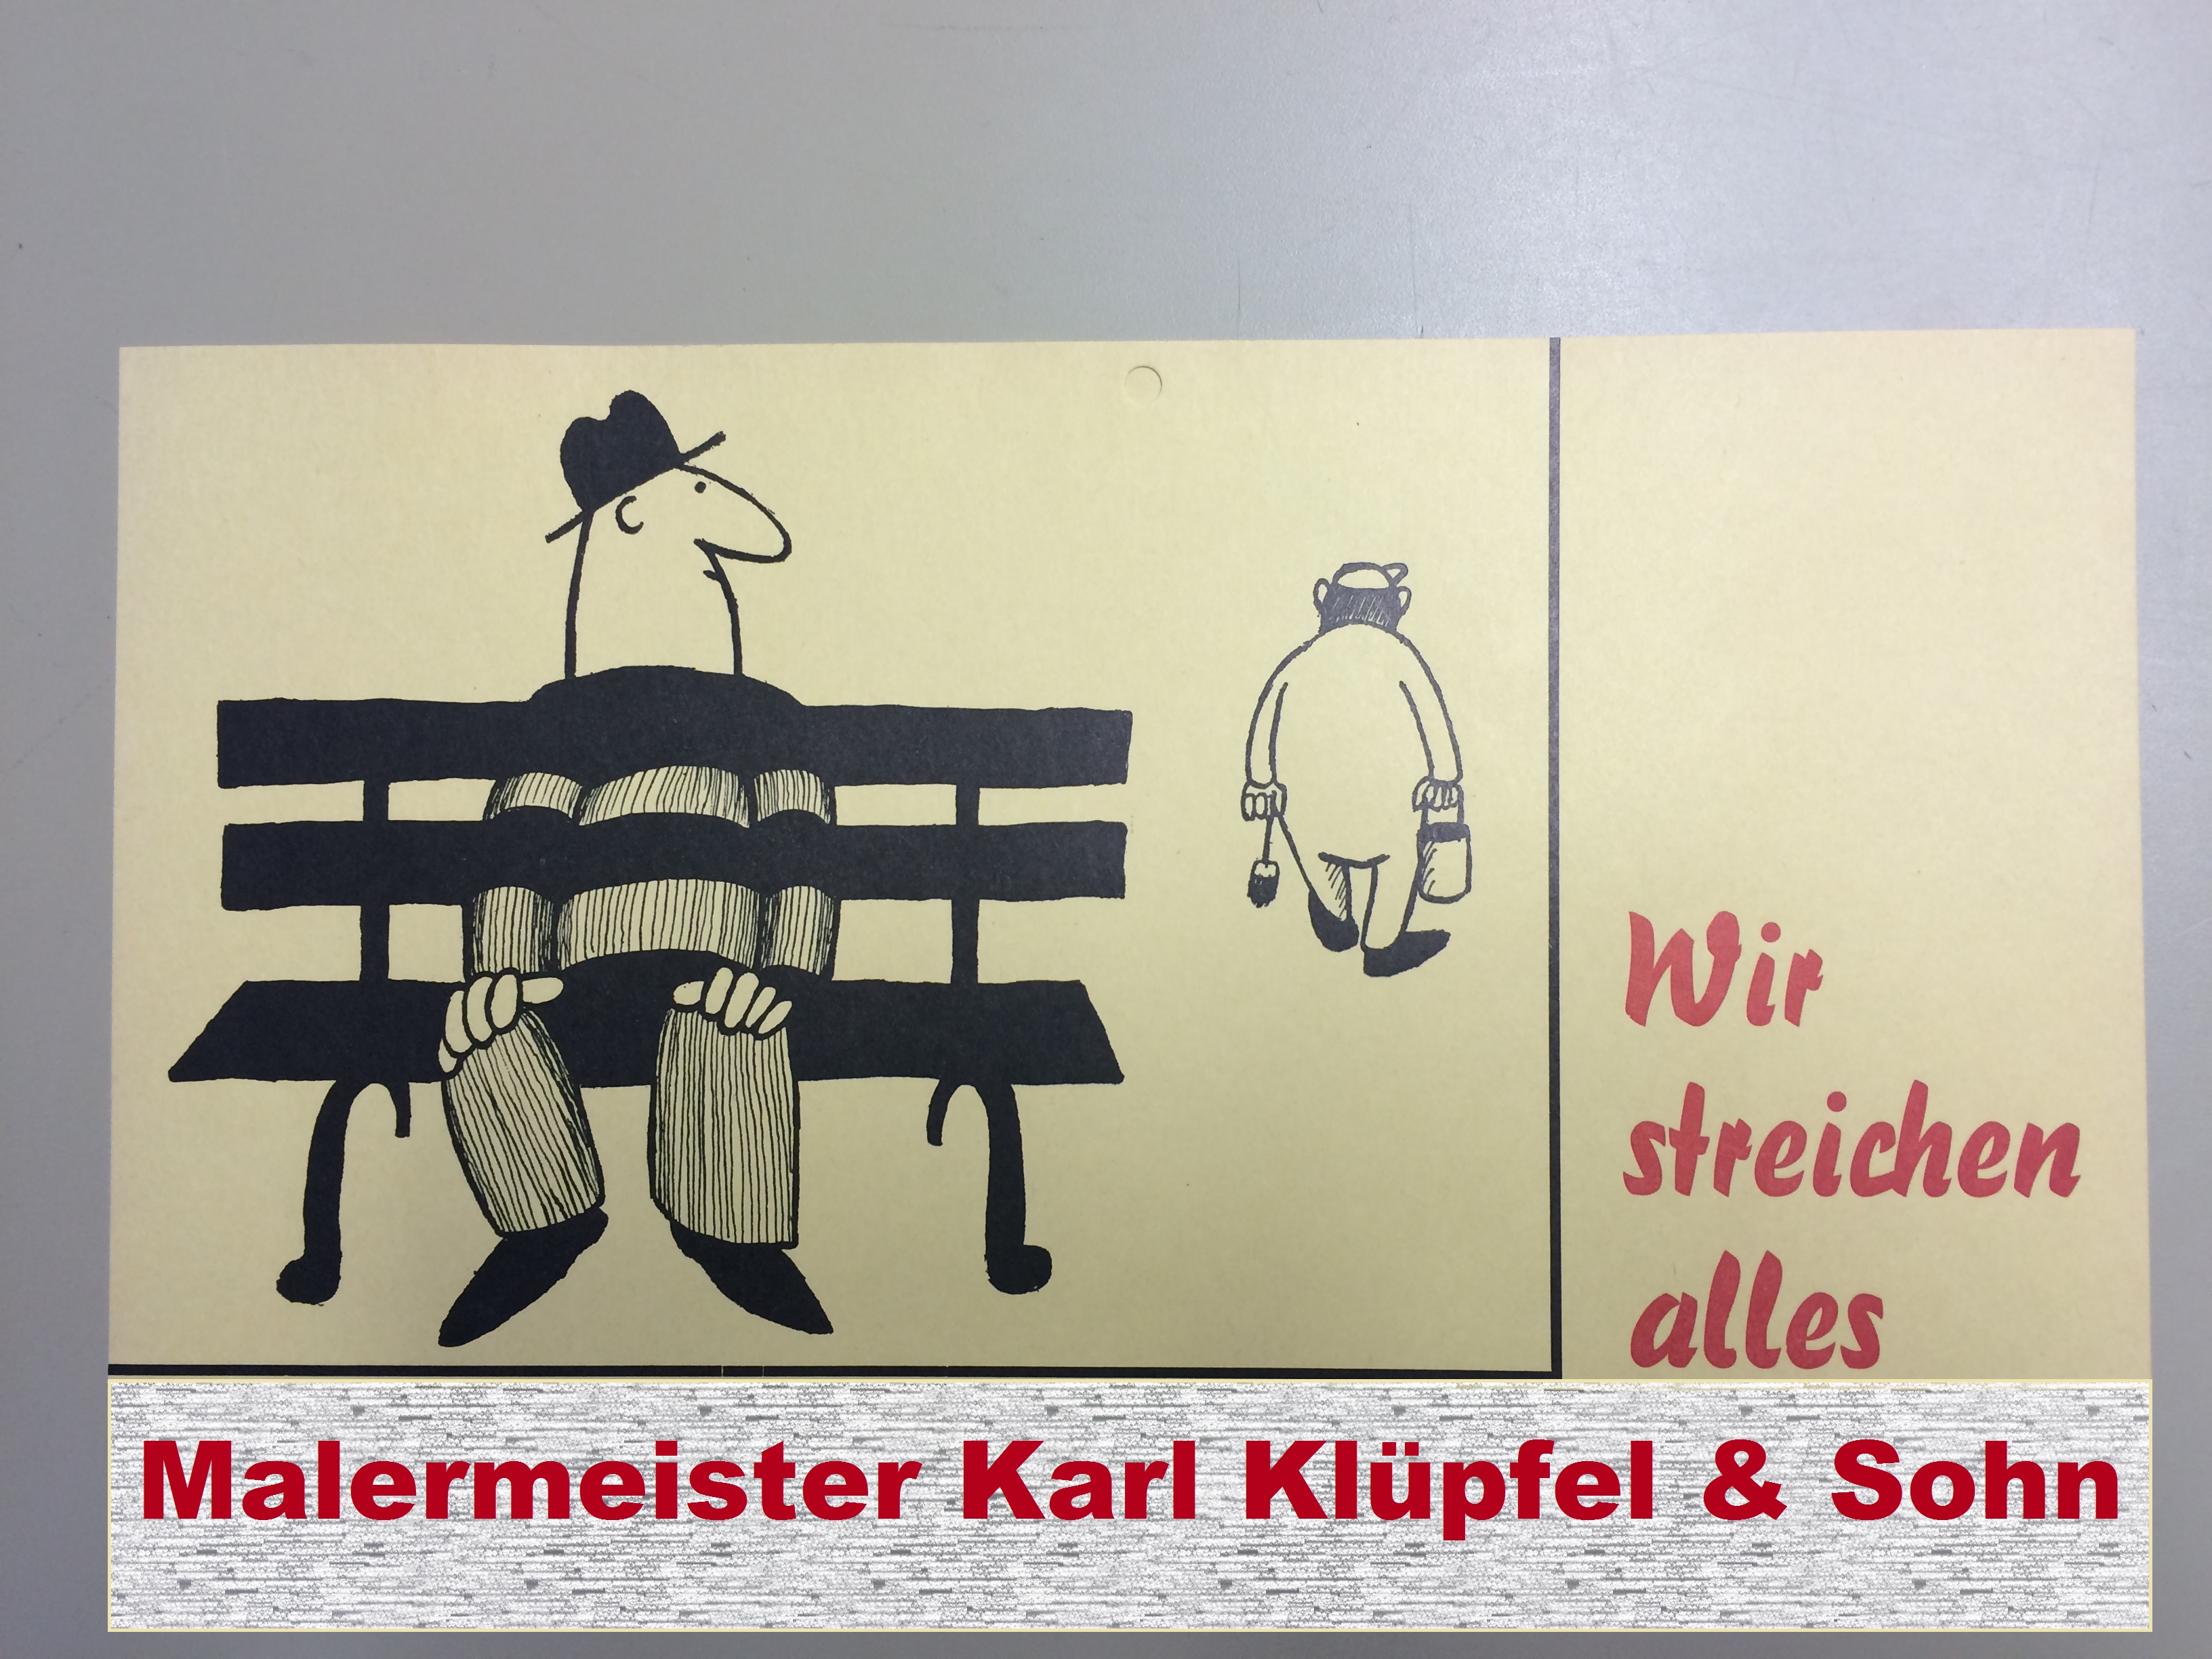 Wir
streichen
alles
Malermeister Karl Klüpfel & Sohn